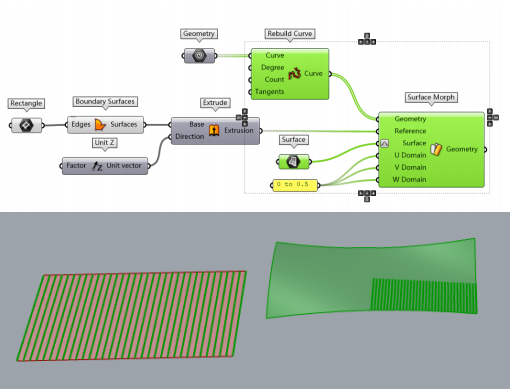 Geometry
Rebuild Curve
Curve
Degree
Count
Tangents
Curve
Rectangle
Boundary Surfaces
Edges
Surfaces
Extrude
Base
Direction
Extrusion
Unit Z
Factor
Unit vector
Surface
0 to 0.5
Surface Morph
Geometry
Reference
Surface
U Domain
V Domain
W Domain
Geometry